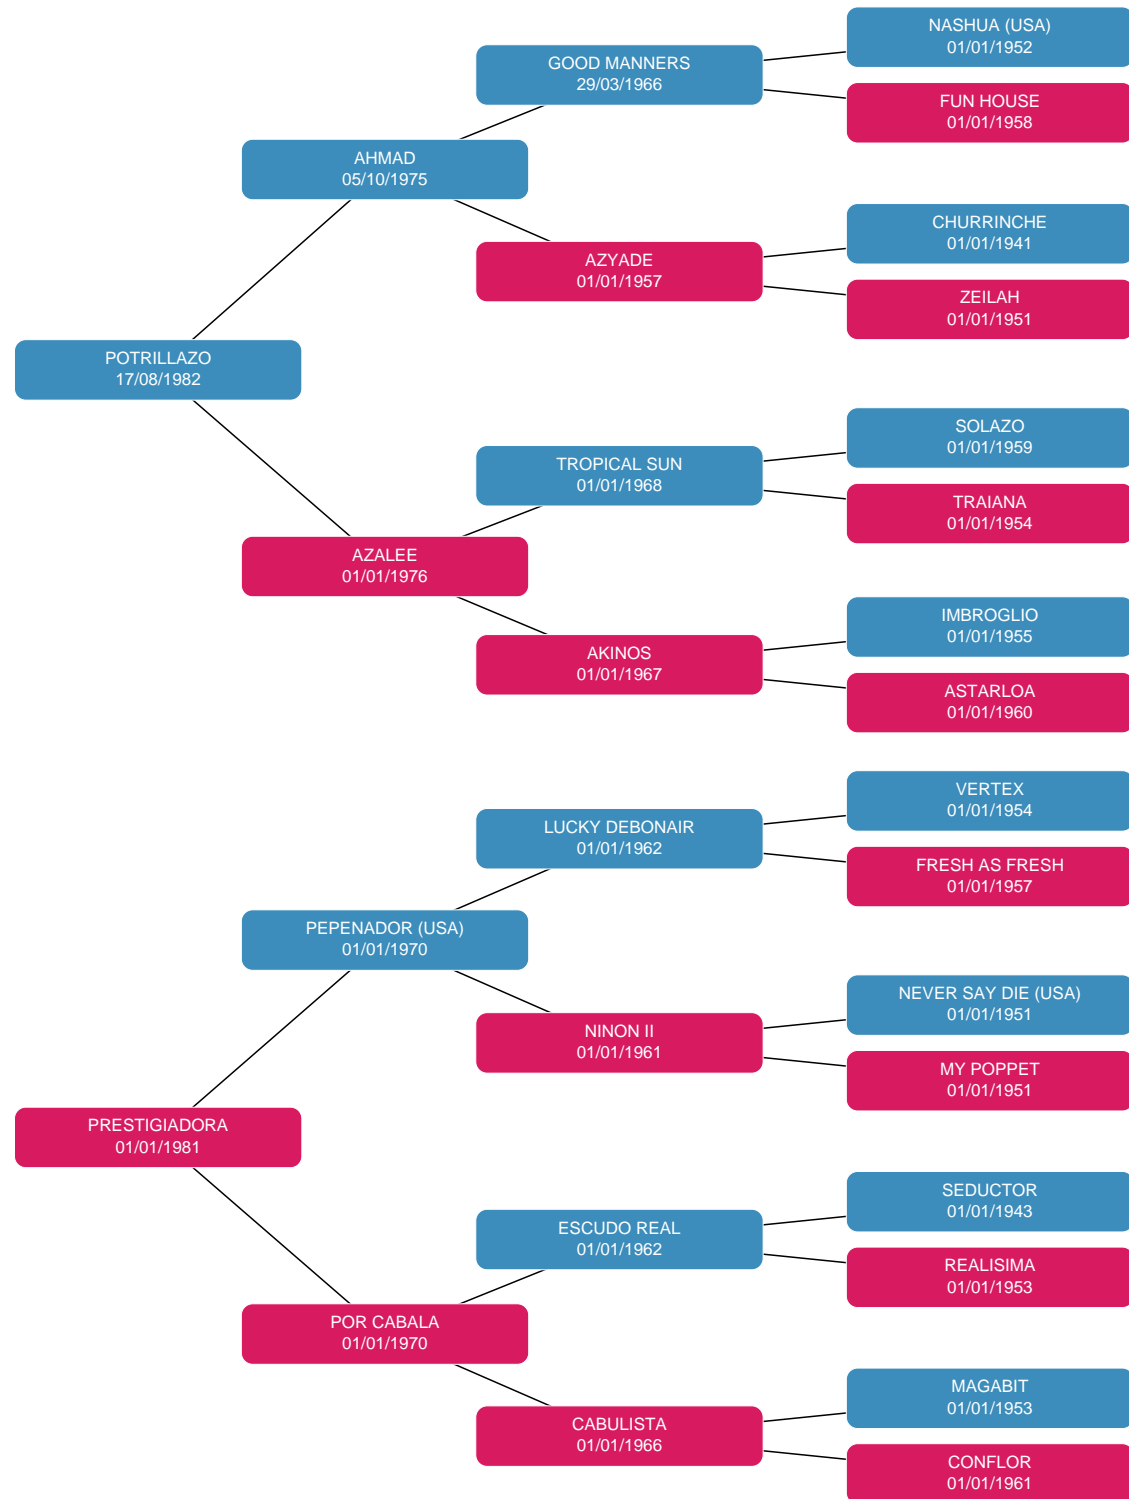 NASHUA (USA)
01/01/1952
GOOD MANNERS
29/03/1966
FUN HOUSE
01/01/1958
AHMAD
05/10/1975
CHURRINCHE
01/01/1941
AZYADE
01/01/1957
ZEILAH
01/01/1951
POTRILLAZO
17/08/1982
SOLAZO
01/01/1959
TROPICAL SUN
01/01/1968
TRAIANA
01/01/1954
AZALEE
01/01/1976
IMBROGLIO
01/01/1955
AKINOS
01/01/1967
ASTARLOA
01/01/1960
VERTEX
01/01/1954
LUCKY DEBONAIR
01/01/1962
FRESH AS FRESH
01/01/1957
PEPENADOR (USA)
01/01/1970
NEVER SAY DIE (USA)
01/01/1951
NINON II
01/01/1961
MY POPPET
01/01/1951
PRESTIGIADORA
01/01/1981
SEDUCTOR
01/01/1943
ESCUDO REAL
01/01/1962
REALISIMA
01/01/1953
POR CABALA
01/01/1970
MAGABIT
01/01/1953
CABULISTA
01/01/1966
CONFLOR
01/01/1961